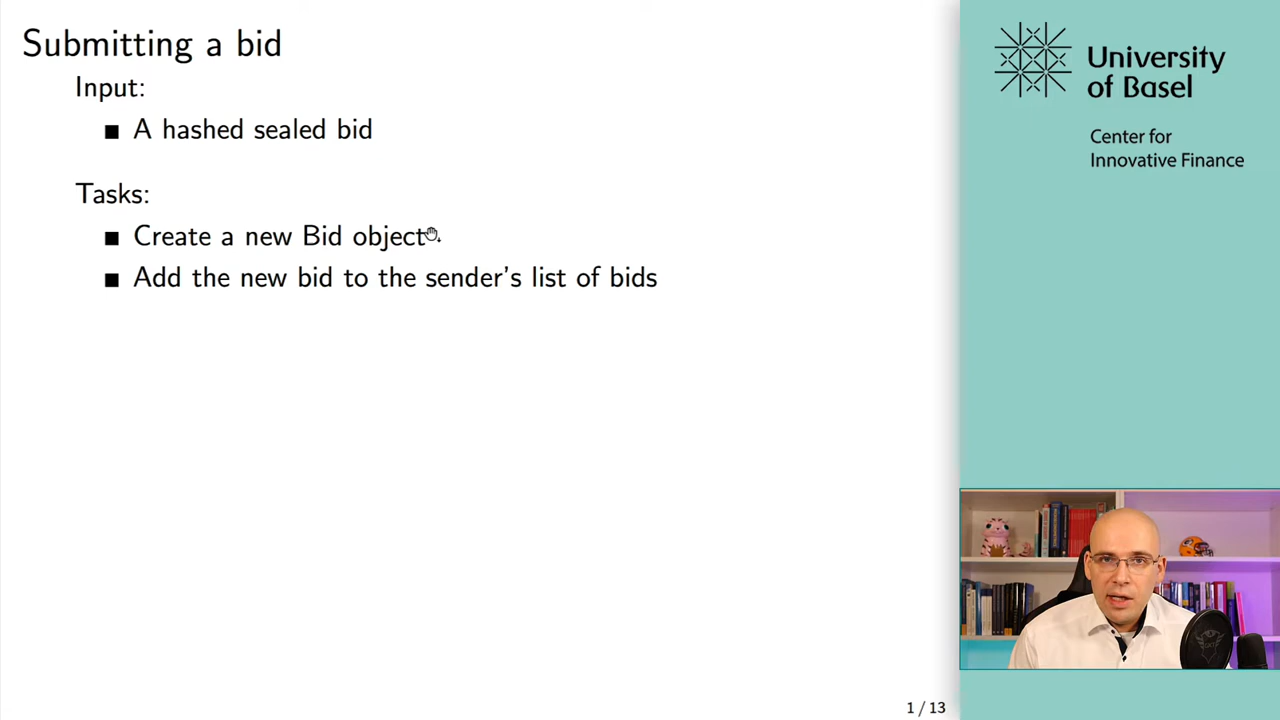 Submitting a bid
Input:
A hashed sealed bid
Tasks:
Create a new Bid object
Add the new bid to the sender's list of bids
1 / 13
University
of Basel
Center for
Innovative Finance